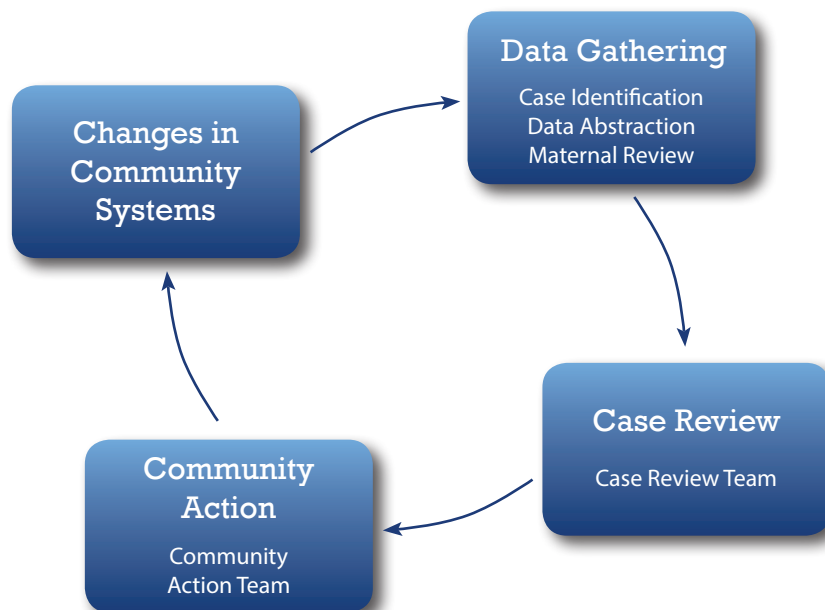 Data Gathering
Case Identification
Data Abstraction
Maternal Review
Changes in
Community
Systems
Case Review
Case Review Team
Community
Action
Community
Action Team